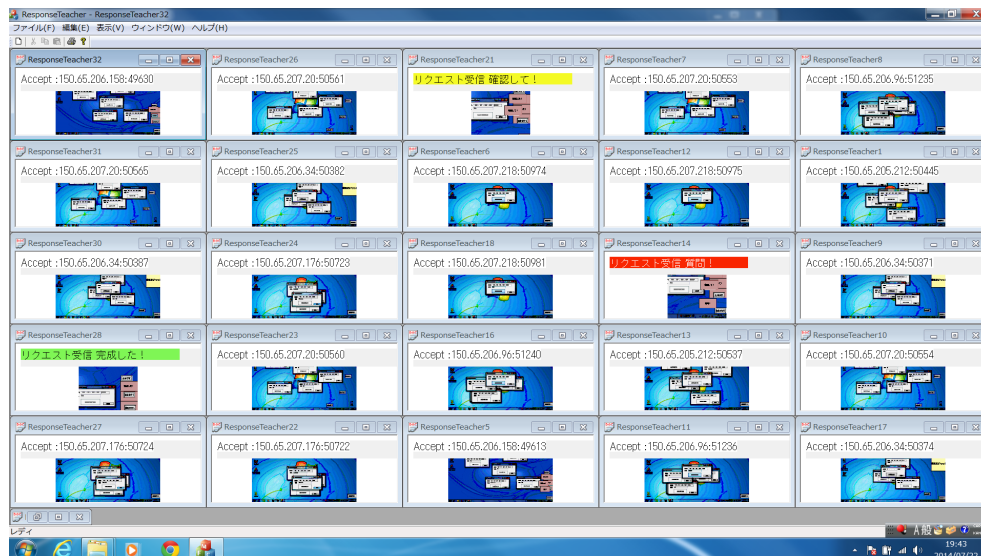 ResponseTeacher - ResponseTeacher32
ファイル(F) 編集(E) 表示(V) ウィンドウ(W) ヘルプ(H)
ResponseTeacher32
ResponseTeacher26
ResponseTeacher21
ResponseTeacher7
ResponseTeacher8
Accept :150.65.206.158:49630
Accept :150.65.207.20:50561
リクエスト受信 確認して！
Accept :150.65.207.20:50553
Accept :150.65.206.96:51235
ResponseTeacher31
ResponseTeacher25
ResponseTeacher6
ResponseTeacher12
ResponseTeacher1
Accept :150.65.207.20:50565
Accept :150.65.206.34:50382
Accept :150.65.207.218:50974
Accept :150.65.207.218:50975
Accept :150.65.205.212:50445
ResponseTeacher30
ResponseTeacher24
ResponseTeacher18
ResponseTeacher14
ResponseTeacher9
Accept :150.65.206.34:50387
Accept :150.65.207.176:50723
Accept :150.65.207.218:50981
リクエスト受信 質問！
Accept :150.65.206.34:50371
ResponseTeacher28
ResponseTeacher23
ResponseTeacher16
ResponseTeacher13
ResponseTeacher10
リクエスト受信 完成した！
Accept :150.65.207.20:50560
Accept :150.65.206.96:51240
Accept :150.65.205.212:50537
Accept :150.65.207.20:50554
ResponseTeacher27
ResponseTeacher22
ResponseTeacher5
ResponseTeacher11
ResponseTeacher17
Accept :150.65.207.176:50724
Accept :150.65.207.176:50722
Accept :150.65.206.158:49613
Accept :150.65.206.96:51236
Accept :150.65.206.34:50374
レディ
A 般
19:43
2014/07/22